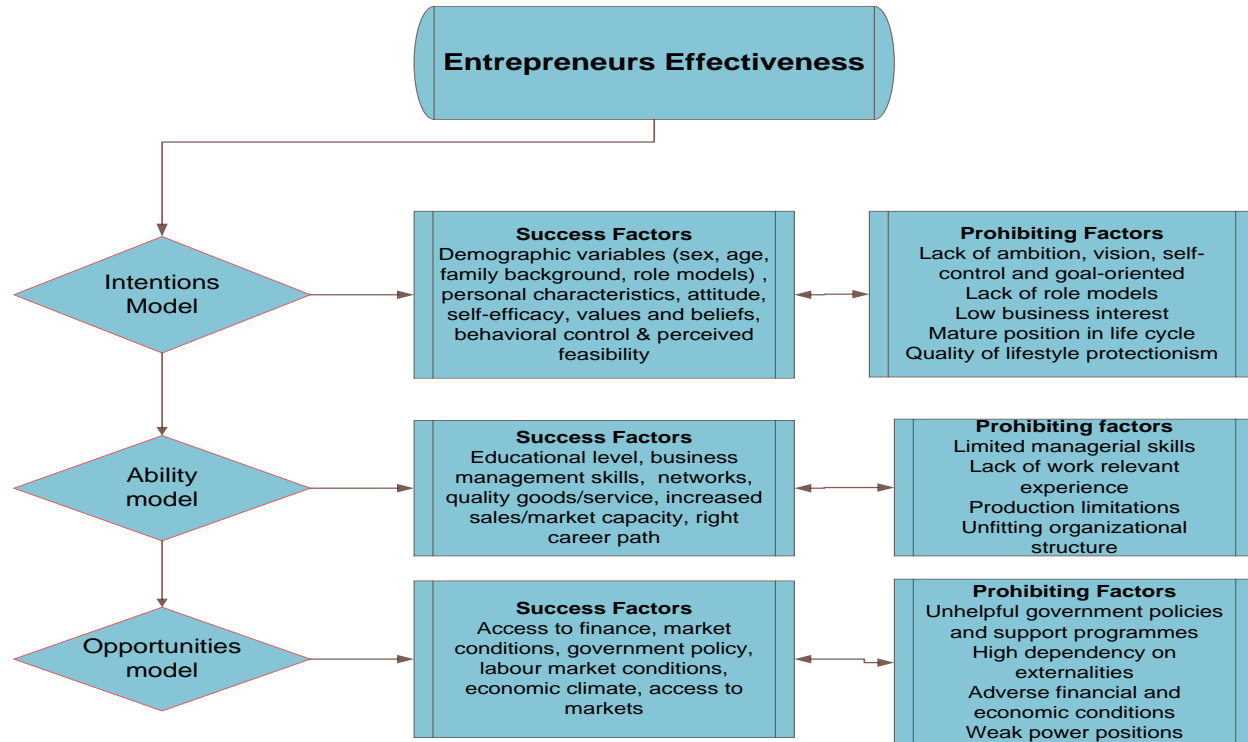 Entrepreneurs Effectiveness
Intentions
Model
Success Factors
Demographic variables (sex, age,
family background, role models) ,
personal characteristics, attitude,
self-efficacy, values and beliefs,
behavioral control & perceived
feasibility
Prohibiting Factors
Lack of ambition, vision, self-
control and goal-oriented
Lack of role models
Low business interest
Mature position in life cycle
Quality of lifestyle protectionism
Ability
model
Success Factors
Educational level, business
management skills, networks,
quality goods/service, increased
sales/market capacity, right
career path
Prohibiting factors
Limited managerial skills
Lack of work relevant
experience
Production limitations
Unfitting organizational
structure
Opportunities
model
Success Factors
Access to finance, market
conditions, government policy,
labour market conditions,
economic climate, access to
markets
Prohibiting Factors
Unhelpful government policies
and support programmes
High dependency on
externalities
Adverse financial and
economic conditions
Weak power positions